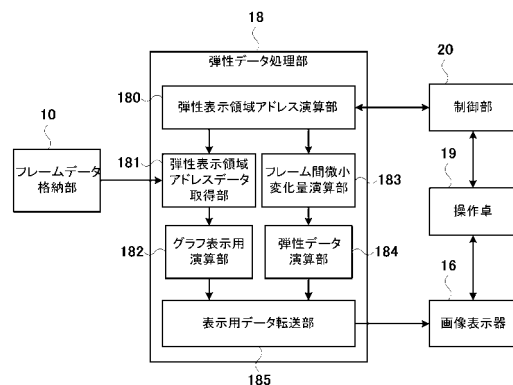 18
弾性データ処理部
20
180
弾性表示領域アドレス演算部
制御部
10
フレームデータ
格納部
181
弾性表示領域
アドレスデータ
取得部
フレーム間微小
変化量演算部
183
19
操作卓
182
グラフ表示用
演算部
弾性データ
演算部
184
16
表示用データ転送部
画像表示器
185